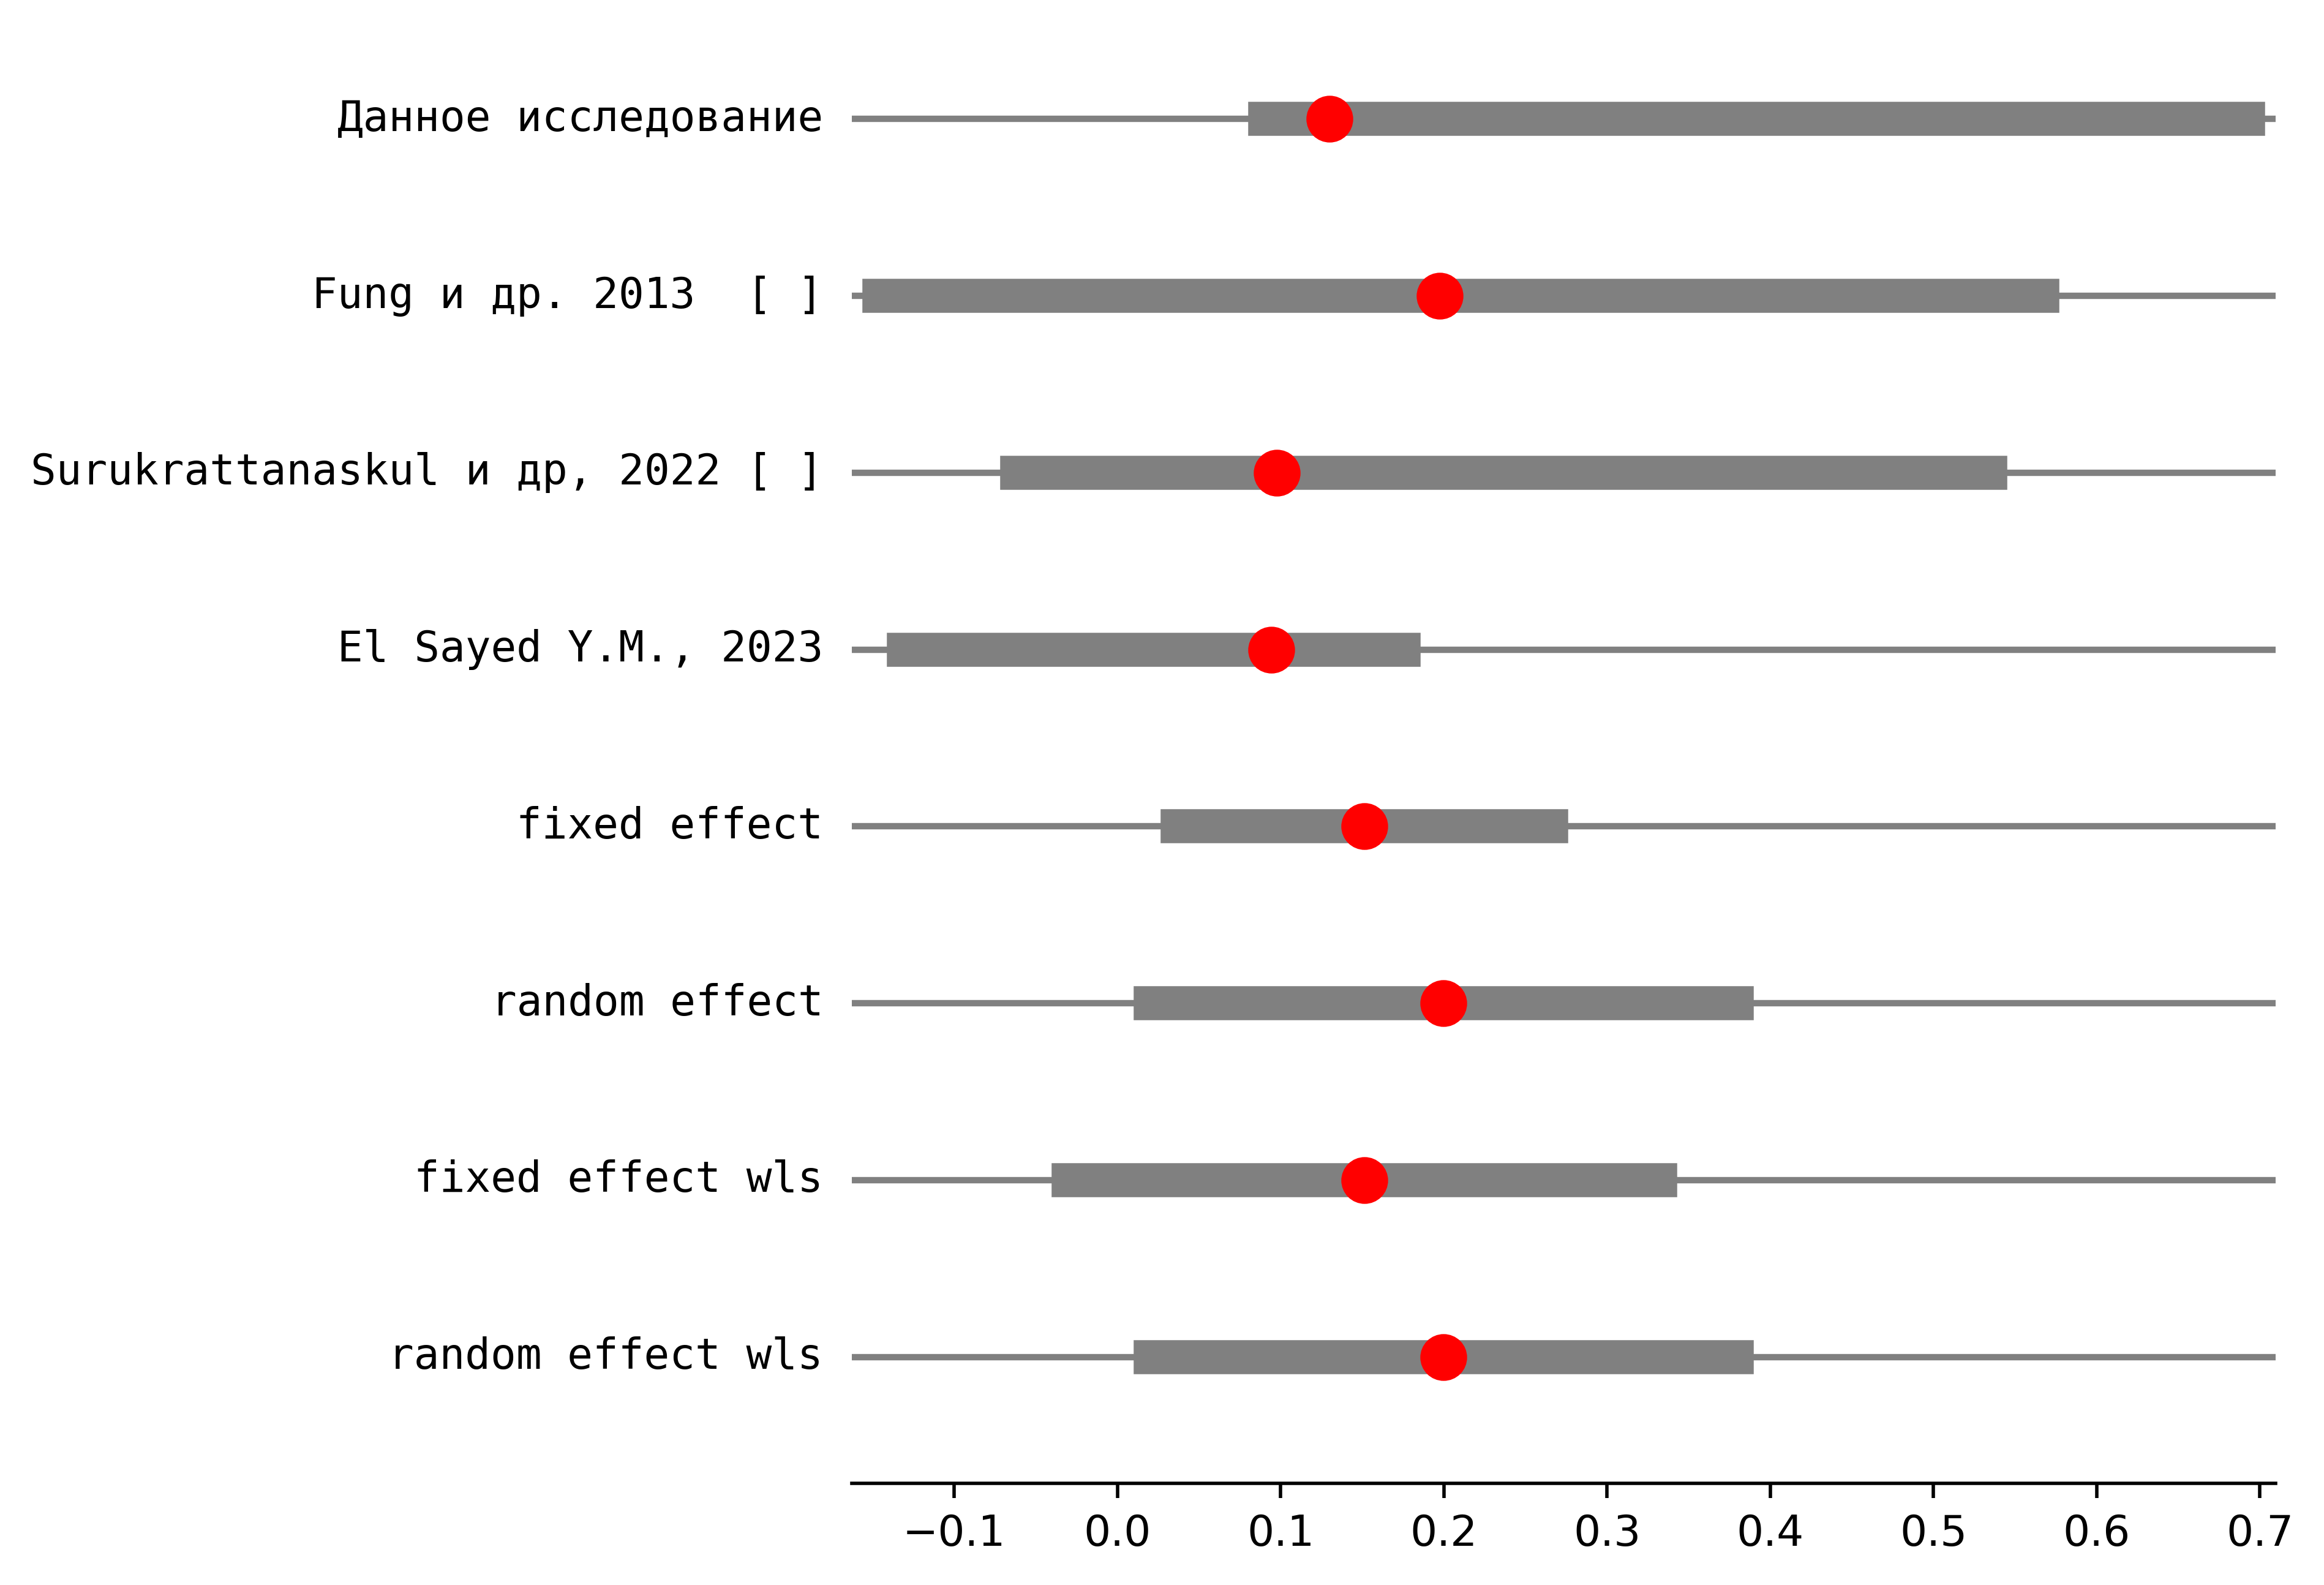 Данное исследование
Fung и др. 2013  [ ]
Surukrattanaskul и др, 2022 [ ]
El Sayed Y.M., 2023
fixed effect
random effect
fixed effect wls
random effect wls
−0.1 0.0 0.1 0.2 0.3 0.4 0.5 0.6 0.7